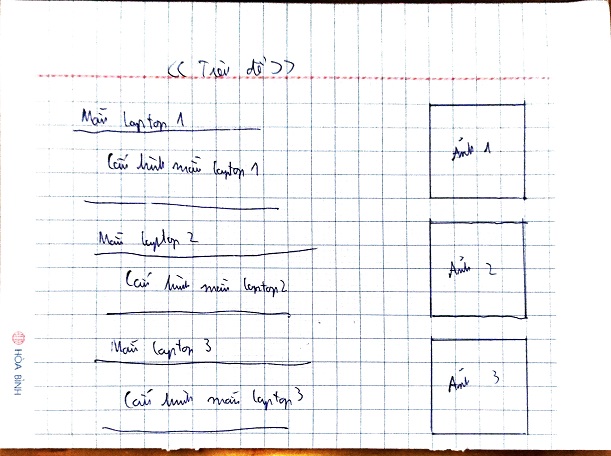 << Tiêu đề >>
Mẫu laptop 1
Cấu hình mẫu laptop 1
Ảnh 1
Mẫu laptop 2
Cấu hình mẫu laptop 2
Ảnh 2
Mẫu laptop 3
Cấu hình mẫu laptop 3
Ảnh 3
HÒA BÌNH